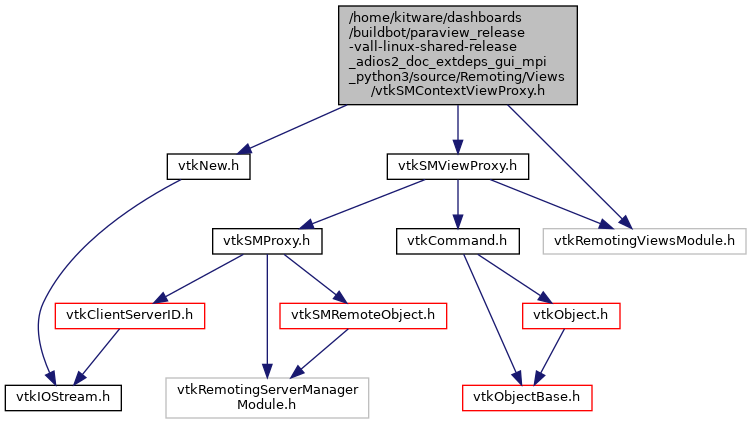 /home/kitware/dashboards
/buildbot/paraview_release
-vall-linux-shared-release
_adios2_doc_extdeps_gui_mpi
_python3/source/Remoting/Views
/vtkSMContextViewProxy.h
vtkNew.h
vtkSMViewProxy.h
vtkSMProxy.h
vtkCommand.h
vtkRemotingViewsModule.h
vtkClientServerID.h
vtkSMRemoteObject.h
vtkObject.h
vtkIOStream.h
vtkRemotingServerManager
Module.h
vtkObjectBase.h